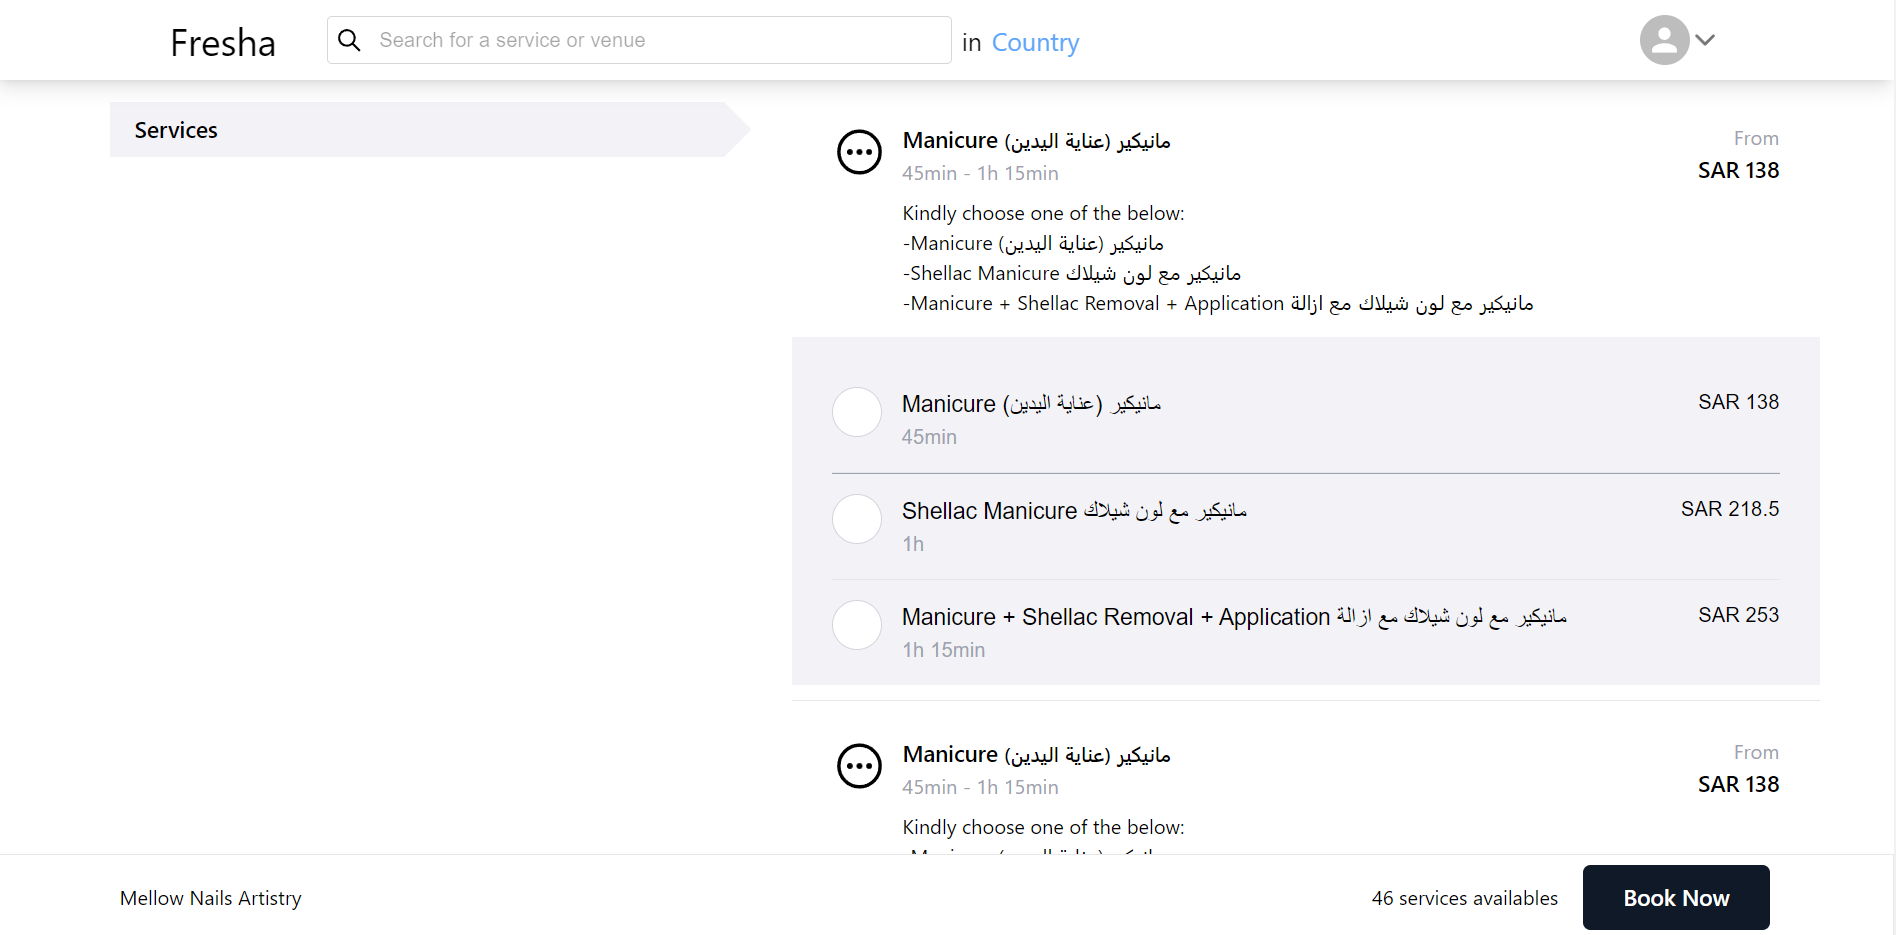 Fresha
Search for a service or venue
in Country
Services
Manicure (عناية اليدين) مانيكير
From
45min - 1h 15min
SAR 138
Kindly choose one of the below:
-Manicure (عناية اليدين) مانيكير
-Shellac Manicure مانيكير مع لون شيلاك
-Manicure + Shellac Removal + Application مانيكير مع لون شيلاك مع ازالة
Manicure (عناية اليدين) مانيكير
SAR 138
45min
Shellac Manicure مانيكير مع لون شيلاك
SAR 218.5
1h
Manicure + Shellac Removal + Application مانيكير مع لون شيلاك مع ازالة
SAR 253
1h 15min
Manicure (عناية اليدين) مانيكير
From
45min - 1h 15min
SAR 138
Kindly choose one of the below:
Mellow Nails Artistry
46 services availables
Book Now